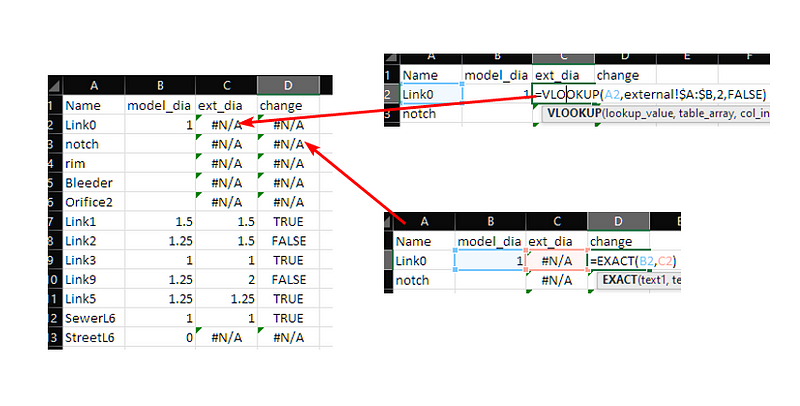 A B C D
1 Name model_dia ext_dia change
2 Link0 1 #N/A #N/A
3 notch #N/A #N/A
4 rim #N/A #N/A
5 Bleeder #N/A #N/A
6 Orifice2 #N/A #N/A
7 Link1 1.5 1.5 TRUE
8 Link2 1.25 1.5 FALSE
9 Link3 1 1 TRUE
10 Link9 1.25 2 FALSE
11 Link5 1.25 1.25 TRUE
12 SewerL6 1 1 TRUE
13 StreetL6 0 #N/A #N/A
A B C D E F
1 Name model_dia ext_dia change
2 Link0 1 =VLOOKUP(A2,external!$A:$B,2,FALSE)
3 notch VLOOKUP(lookup_value, table_array, col_in
A B C D E
Name model_dia ext_dia change
Link0 1 #N/A =EXACT(B2,C2)
notch #N/A EXACT(text1, te